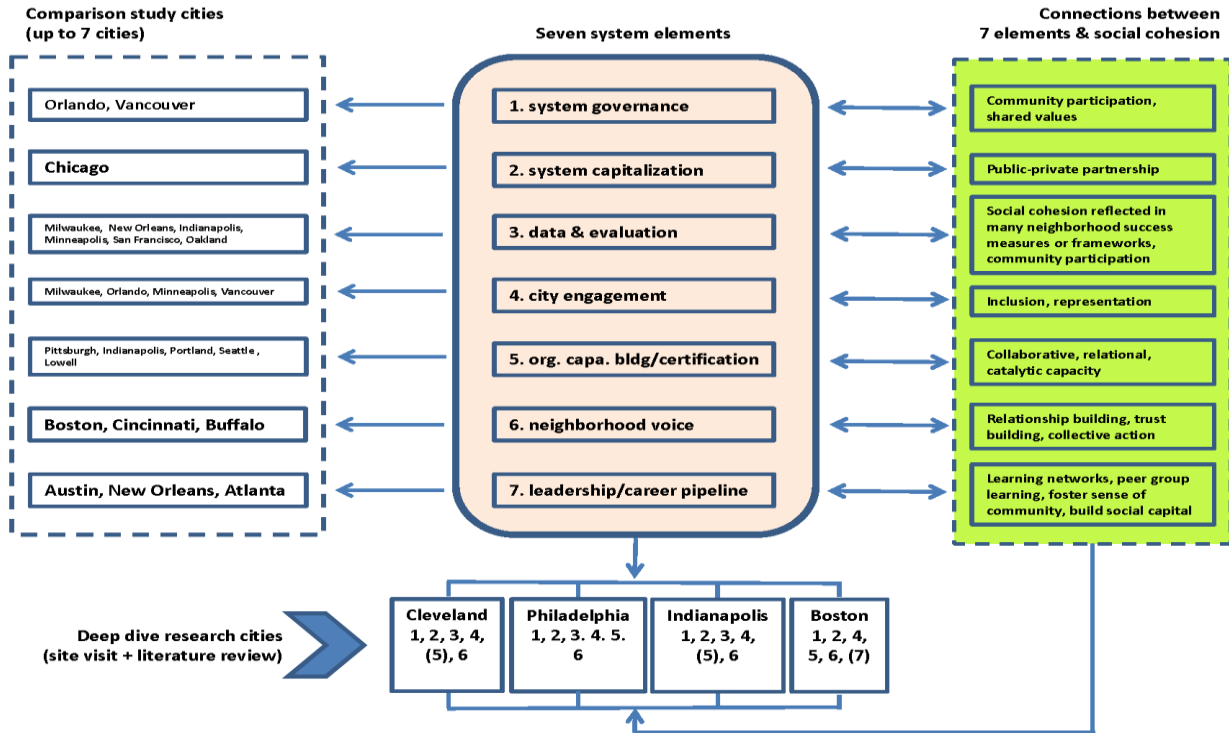 Comparison study cities
(up to 7 cities)
Seven system elements
Connections between
7 elements & social cohesion
Orlando, Vancouver
1. system governance
Community participation,
shared values
Chicago
2. system capitalization
Public-private partnership
Milwaukee, New Orleans, Indianapolis,
Minneapolis, San Francisco, Oakland
3. data & evaluation
Social cohesion reflected in
many neighborhood success
measures or frameworks,
community participation
Milwaukee, Orlando, Minneapolis, Vancouver
4. city engagement
Inclusion, representation
Pittsburgh, Indianapolis, Portland, Seattle ,
Lowell
5. org. capa. bldg/certification
Collaborative, relational,
catalytic capacity
Boston, Cincinnati, Buffalo
6. neighborhood voice
Relationship building, trust
building, collective action
Austin, New Orleans, Atlanta
7. leadership/career pipeline
Learning networks, peer group
learning, foster sense of
community, build social capital
Deep dive research cities
(site visit + literature review)
Cleveland
1, 2, 3, 4,
(5), 6
Philadelphia
1, 2, 3. 4. 5.
6
Indianapolis
1, 2, 3, 4,
(5), 6
Boston
1, 2, 4,
5, 6, (7)